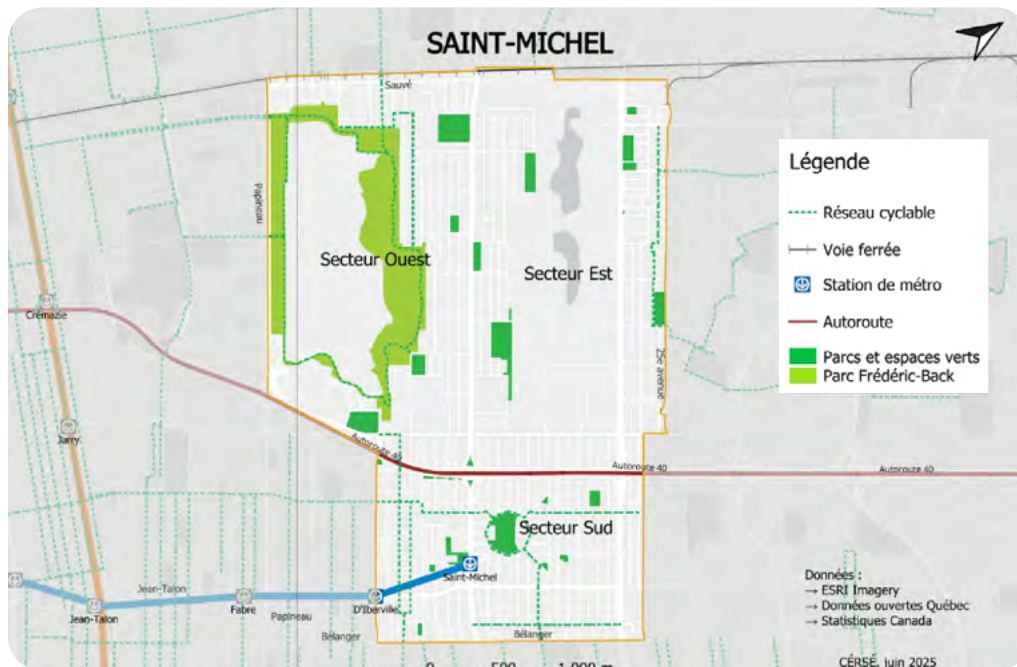 SAINT-MICHEL
Sauvé
Papineau
Secteur Ouest
Secteur Est
Légende
Réseau cyclable
Voie ferrée
Station de métro
Autoroute
Parcs et espaces verts
Parc Frédéric-Back
Crémazie
25e avenue
Jarry
Autoroute 40
Autoroute 40
Autoroute 40
Secteur Sud
Saint-Michel
Jean-Talon
Jean-Talon
Fabre
Papineau
D'Iberville
Bélanger
Bélanger
Données :
→ ESRI Imagery
→ Données ouvertes Québec
→ Statistiques Canada
0 500 1 000 m
CÉRSÉ, juin 2025